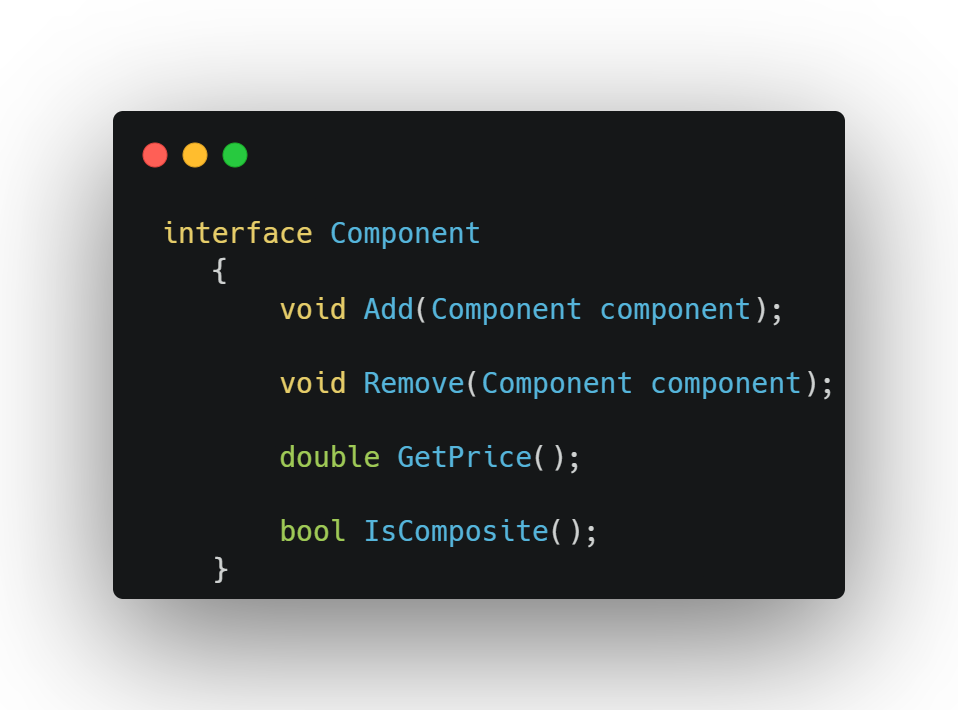 interface Component
{
void Add(Component component);
void Remove(Component component);
double GetPrice();
bool IsComposite();
}